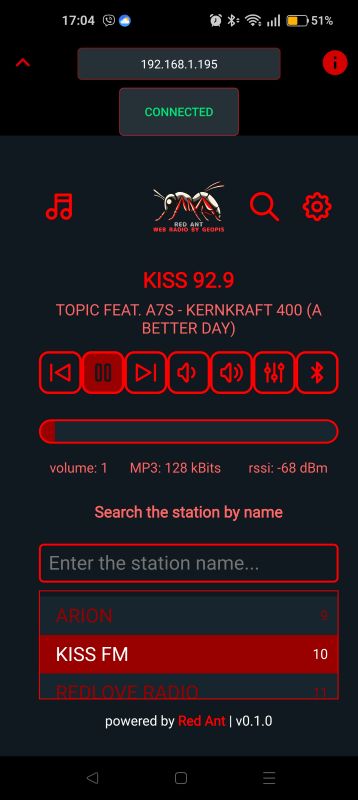 17:04
51%
192.168.1.195
CONNECTED
RED ANT
WEB RADIO BY GEOPIS
KISS 92.9
TOPIC FEAT. A7S - KERNKRAFT 400 (A
BETTER DAY)
volume: 1 MP3: 128 kBits rssi: -68 dBm
Search the station by name
Enter the station name...
ARION 9
KISS FM 10
REDLOVE RADIO 11
powered by Red Ant | v0.1.0